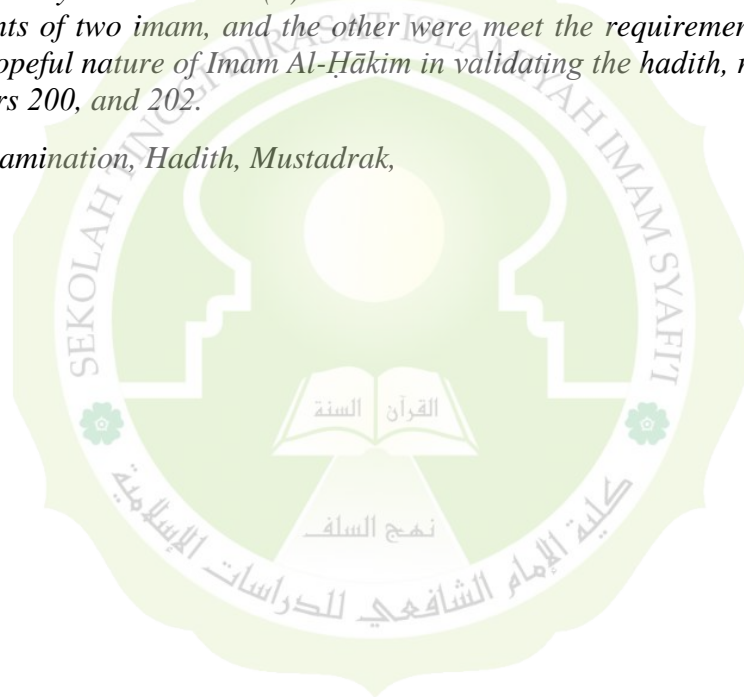 nts of two imam, and the other were meet the requiremen
opeful nature of Imam Al-Ḥākim in validating the hadith, n
rs 200, and 202.
amination, Hadith, Mustadrak,
SEKOLAH TINGGI DIRASAT ISLAMIYAH IMAM SYAFI'I
السنة القرآن
نهج السلف
كلية الإمام الشافعي للدراسات الإسلامية